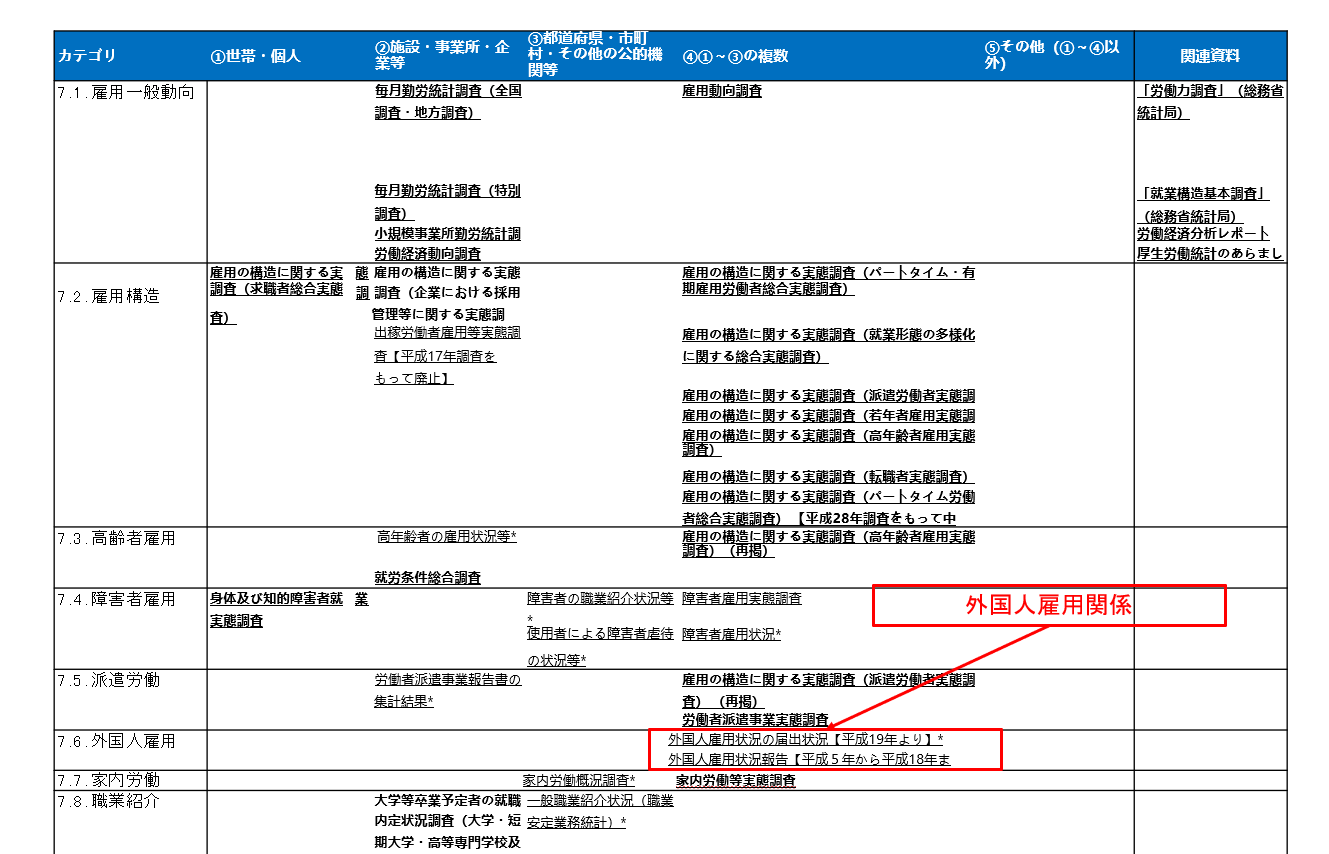 カテゴリ
①世帯・個人
②施設・事業所・企
業等
③都道府県・市町
村・その他の公的機
関等
④①~③の複数
⑤その他（①~④以
外）
関連資料
7.1.雇用一般動向
毎月勤労統計調査（全国
調査・地方調査）
毎月勤労統計調査（特別
調査）
小規模事業所勤労統計調
労働経済動向調査
雇用動向調査
「労働力調査」（総務省
統計局）
「就業構造基本調査」
（総務省統計局）
労働経済分析レポート
厚生労働統計のあらまし
7.2.雇用構造
雇用の構造に関する実 態
調査（求職者総合実態 調
査）
雇用の構造に関する実態
調査（企業における採用
管理等に関する実態調
出稼労働者雇用等実態調
査【平成17年調査を
もって廃止】
雇用の構造に関する実態調査（パートタイム・有
期雇用労働者総合実態調査）
雇用の構造に関する実態調査（就業形態の多様化
に関する総合実態調査）
雇用の構造に関する実態調査（派遣労働者実態調
雇用の構造に関する実態調査（若年者雇用実態調
雇用の構造に関する実態調査（高年齢者雇用実態
調査）
雇用の構造に関する実態調査（転職者実態調査）
雇用の構造に関する実態調査（パートタイム労働
者総合実態調査）【平成28年調査をもって中
7.3.高齢者雇用
高年齢者の雇用状況等*
就労条件総合調査
雇用の構造に関する実態調査（高年齢者雇用実態
調査）（再掲）
7.4.障害者雇用
身体及び知的障害者就 業
実態調査
障害者の職業紹介状況等
*
使用者による障害者虐待
の状況等*
障害者雇用実態調査
障害者雇用状況*
外国人雇用関係
7.5.派遣労働
労働者派遣事業報告書の
集計結果*
雇用の構造に関する実態調査（派遣労働者実態調
査）（再掲）
労働者派遣事業実態調査
7.6.外国人雇用
外国人雇用状況の届出状況【平成19年より】*
外国人雇用状況報告【平成５年から平成18年ま
7.7.家内労働
家内労働概況調査*
家内労働等実態調査
7.8.職業紹介
大学等卒業予定者の就職
内定状況調査（大学・短
期大学・高等専門学校及
一般職業紹介状況（職業
安定業務統計）*